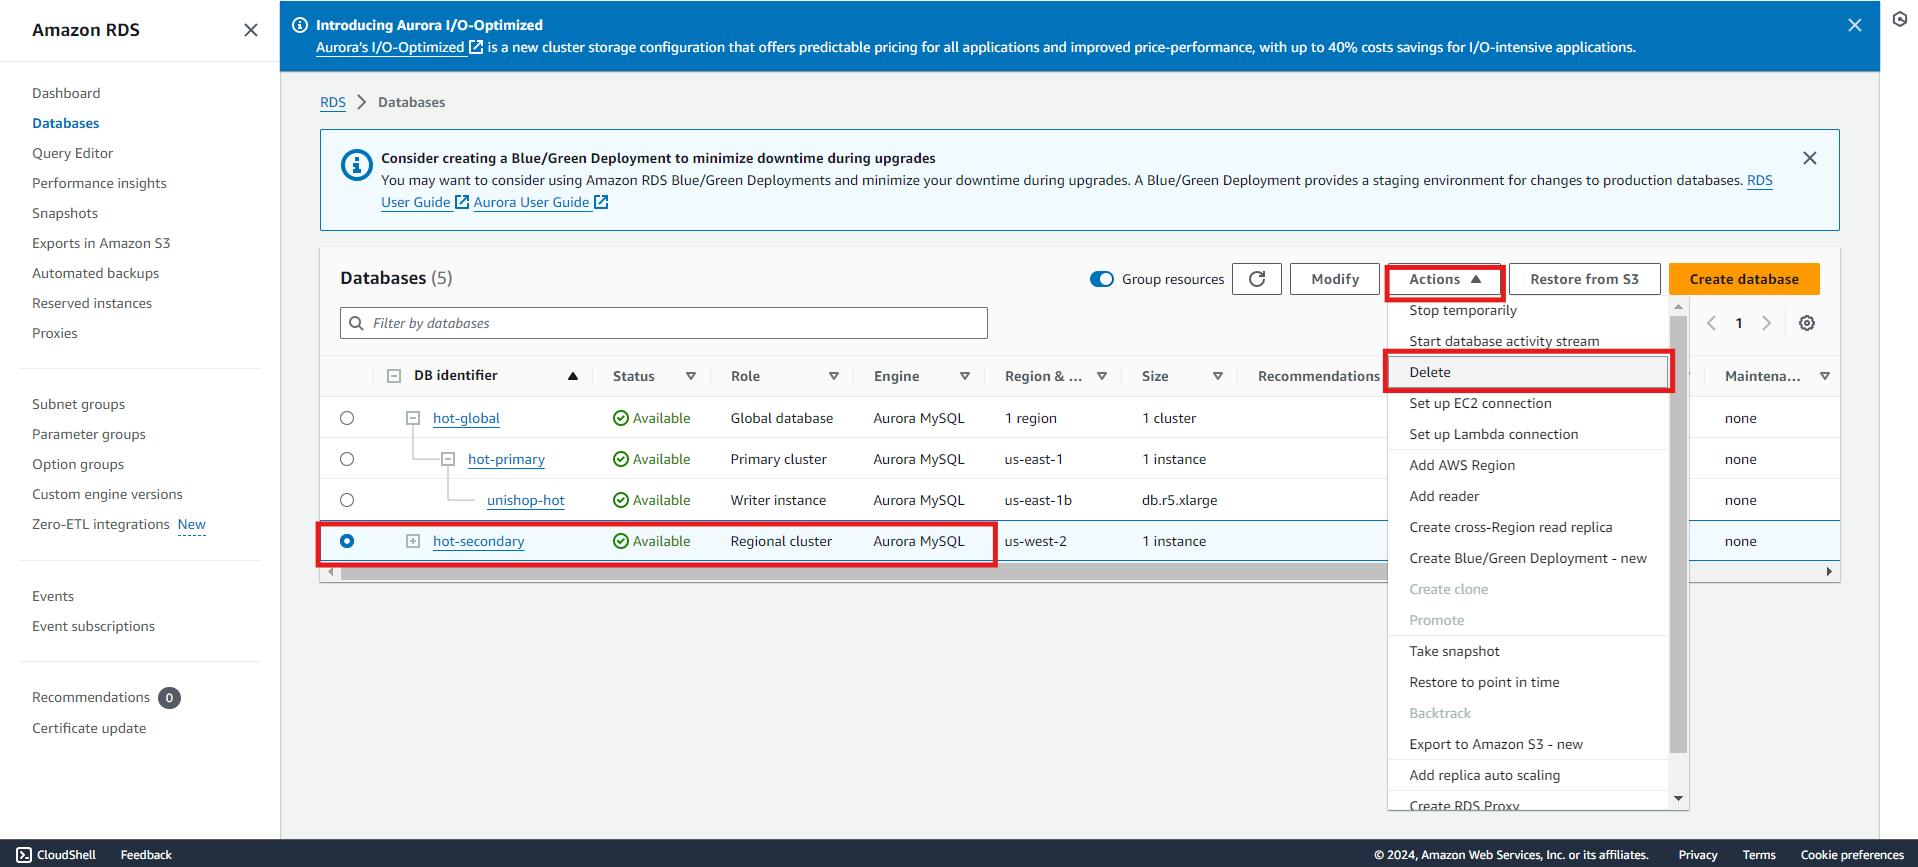 Amazon RDS
Dashboard
Databases
Query Editor
Performance insights
Snapshots
Exports in Amazon S3
Automated backups
Reserved instances
Proxies
Subnet groups
Parameter groups
Option groups
Custom engine versions
Zero-ETL integrations New
Events
Event subscriptions
Recommendations 0
Certificate update
Introducing Aurora I/O-Optimized
Aurora's I/O-Optimized is a new cluster storage configuration that offers predictable pricing for all applications and improved price-performance, with up to 40% costs savings for I/O-intensive applications.
RDS > Databases
Consider creating a Blue/Green Deployment to minimize downtime during upgrades
You may want to consider using Amazon RDS Blue/Green Deployments and minimize your downtime during upgrades. A Blue/Green Deployment provides a staging environment for changes to production databases. RDS
User Guide Aurora User Guide
Databases (5)
Group resources Modify Actions Restore from S3 Create database
Filter by databases
1
DB identifier Status Role Engine Region & ... Size Recommendations Maintena...
hot-global Available Global database Aurora MySQL 1 region 1 cluster none
hot-primary Available Primary cluster Aurora MySQL us-east-1 1 instance none
unishop-hot Available Writer instance Aurora MySQL us-east-1b db.r5.xlarge none
hot-secondary Available Regional cluster Aurora MySQL us-west-2 1 instance none
Stop temporarily
Start database activity stream
Delete
Set up EC2 connection
Set up Lambda connection
Add AWS Region
Add reader
Create cross-Region read replica
Create Blue/Green Deployment - new
Create clone
Promote
Take snapshot
Restore to point in time
Backtrack
Export to Amazon S3 - new
Add replica auto scaling
Create RDS Proxy
CloudShell Feedback © 2024, Amazon Web Services, Inc. or its affiliates. Privacy Terms Cookie preferences